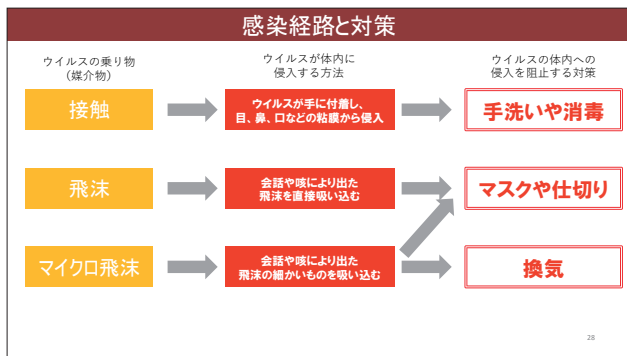 感染経路と対策
ウイルスの乗り物
(媒介物)
ウイルスが体内に
侵入する方法
ウイルスの体内への
侵入を阻止する対策
接触
ウイルスが手に付着し、
目、鼻、口などの粘膜から侵入
手洗いや消毒
飛沫
会話や咳により出た
飛沫を直接吸い込む
マスクや仕切り
マイクロ飛沫
会話や咳により出た
飛沫の細かいものを吸い込む
換気
28